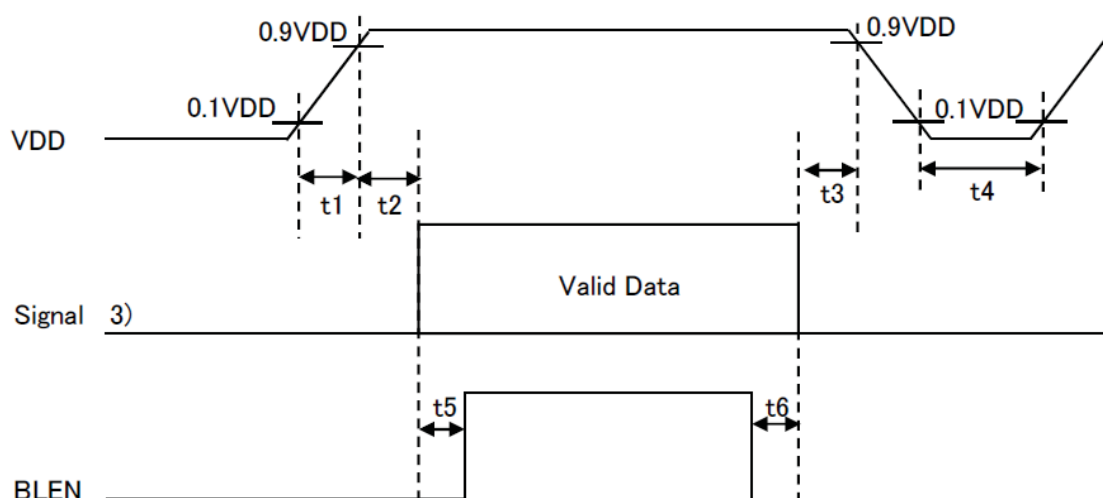 0.9VDD
0.9VDD
0.1VDD
0.1VDD
VDD
t1
t2
t3
t4
Valid Data
Signal 3)
t5
t6
BLEN